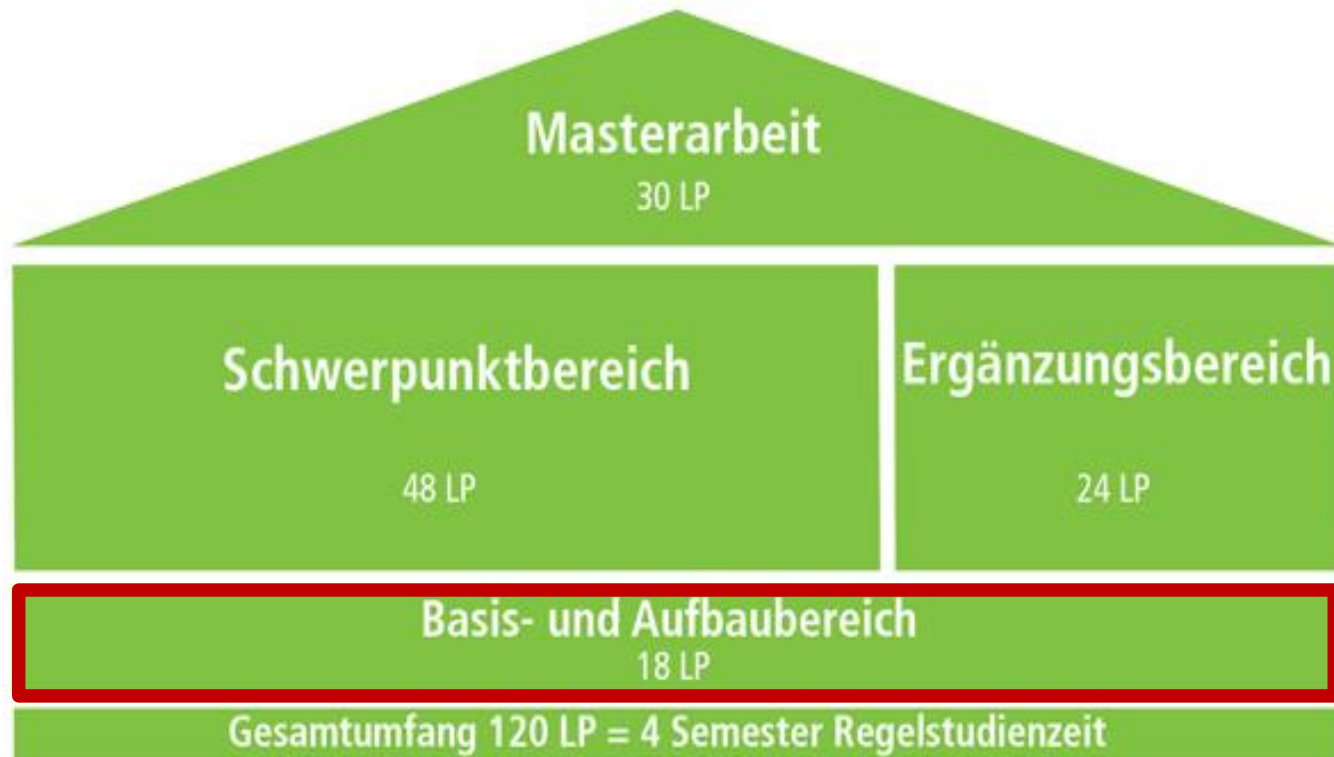 Masterarbeit
30 LP
Schwerpunktbereich
48 LP
Ergänzungsbereich
24 LP
Basis- und Aufbaubereich
18 LP
Gesamtumfang 120 LP = 4 Semester Regelstudienzeit